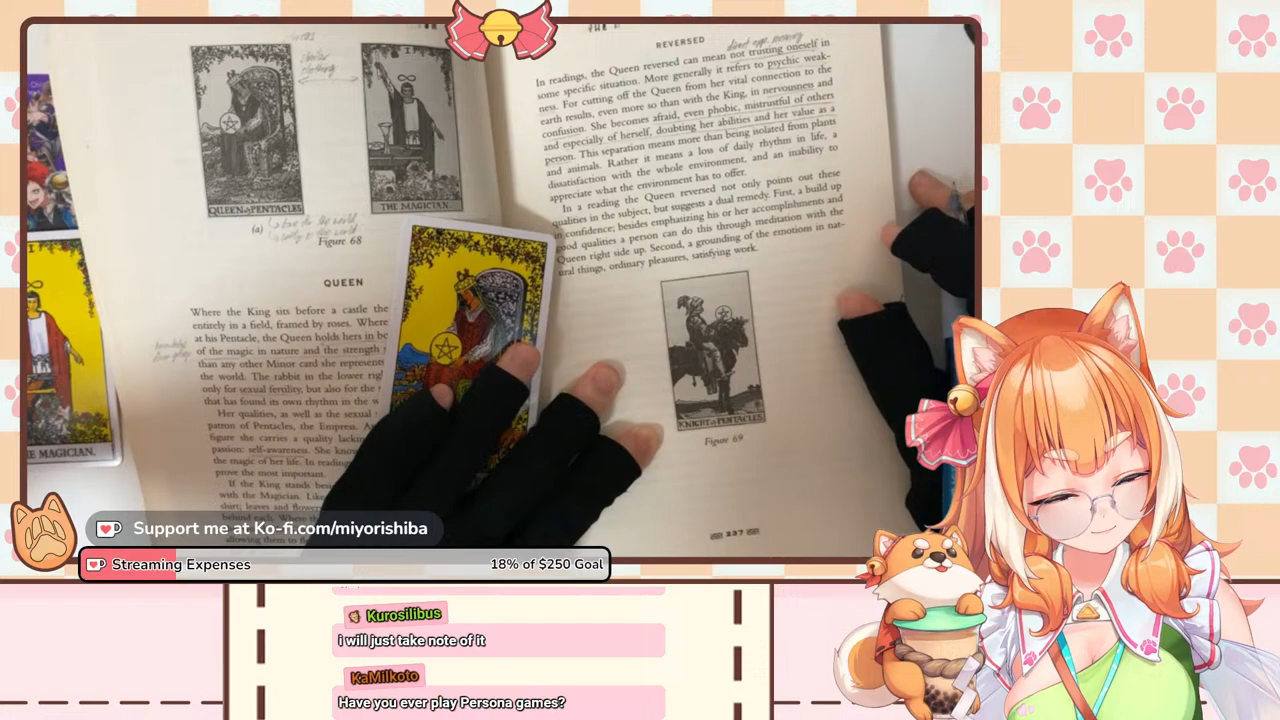 QUEEN of PENTACLES
THE MAGICIAN.
(a)
Figure 68
QUEEN
Where the King sits before a castle the
entirely in a field, framed by roses. Where
at his Pentacle, the Queen holds hers in
of the magic in nature and the strength
than any other Minor card she represents
the world. The rabbit in the lower
only for sexual fertility, but also for the
that has found its own rhythm in the
Her qualities, as well as the sexual
patron of Pentacles, the Empress.
figure she carries a quality
passion: self-awareness. She
the magic of her life. In
prove the most important.
If the King stands
with the Magician. Like
shirt; leaves and
REVERSED
direct opp. meaning
In readings, the Queen reversed can mean not trusting oneself in
some specific situation. More generally it refers to psychic weak-
ness. For cutting off the Queen from her vital connection to the
earth results, even more so than with the King, in nervousness and
confusion. She becomes afraid, even phobic, mistrustful of others
and especially of herself, doubting her abilities and her value as a
person. This separation means more than being isolated from plants
and animals. Rather it means a loss of daily rhythm in life, a
dissatisfaction with the whole environment, and an inability to
appreciate what the environment has to offer.
In a reading the Queen reversed not only points out these
qualities in the subject, but suggests a dual remedy. First, a build up
in confidence; besides emphasizing his or her accomplishments and
good qualities a person can do this through meditation with the
Queen right side up. Second, a grounding of the emotions in nat-
ural things, ordinary pleasures, satisfying work.
KNIGHT of PENTACLES
Figure 69
237
MAGICIAN.
Support me at Ko-fi.com/miyorishiba
Streaming Expenses
18% of $250 Goal
Kurosilibus
i will just take note of it
KaMilkoto
Have you ever play Persona games?